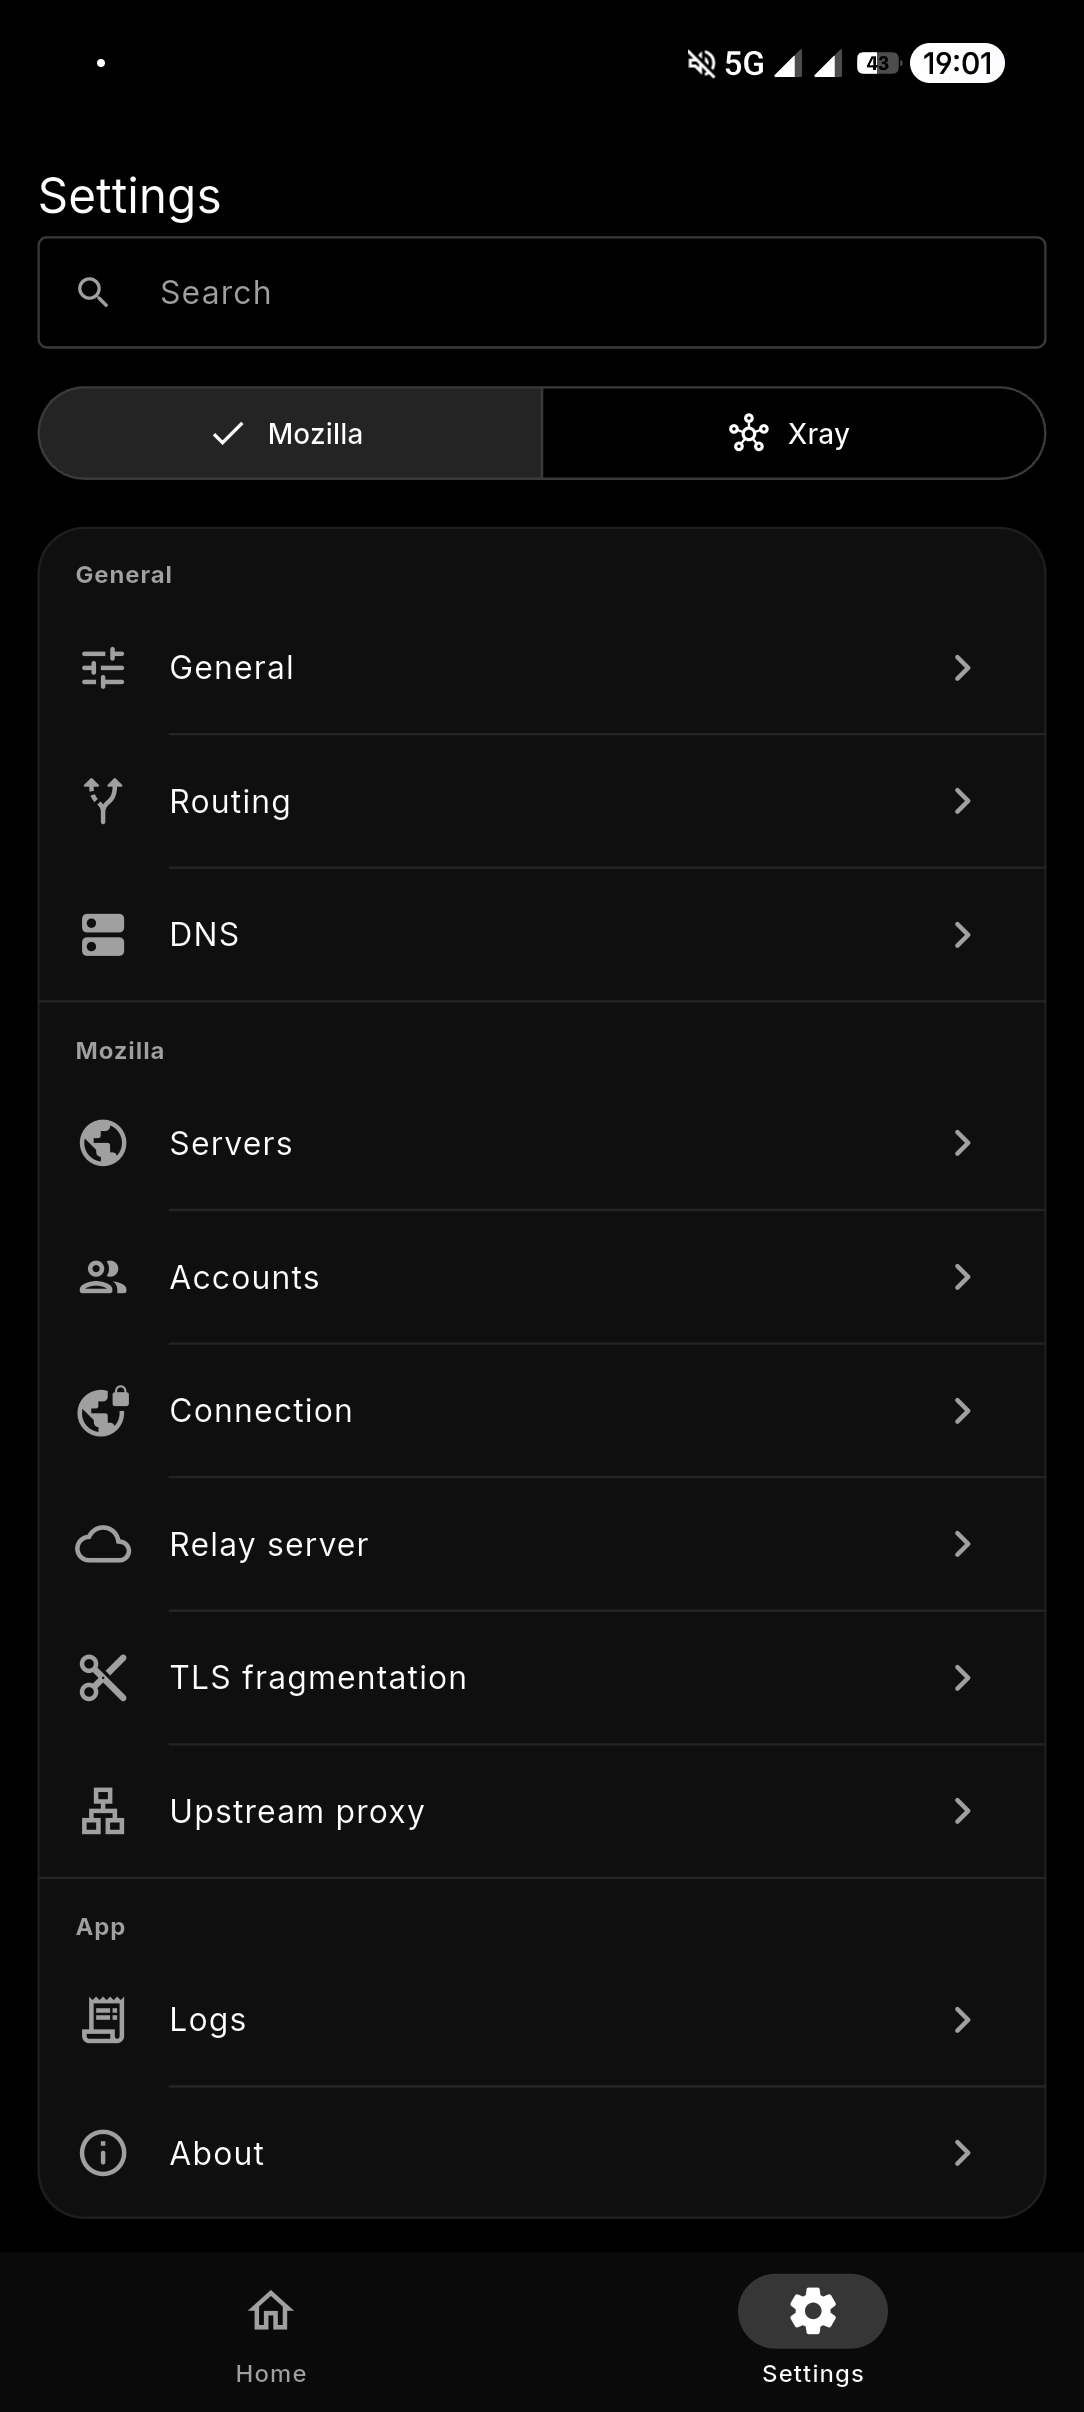 5G 43 19:01
Settings
Search
Mozilla Xray
General
General
Routing
DNS
Mozilla
Servers
Accounts
Connection
Relay server
TLS fragmentation
Upstream proxy
App
Logs
About
Home Settings